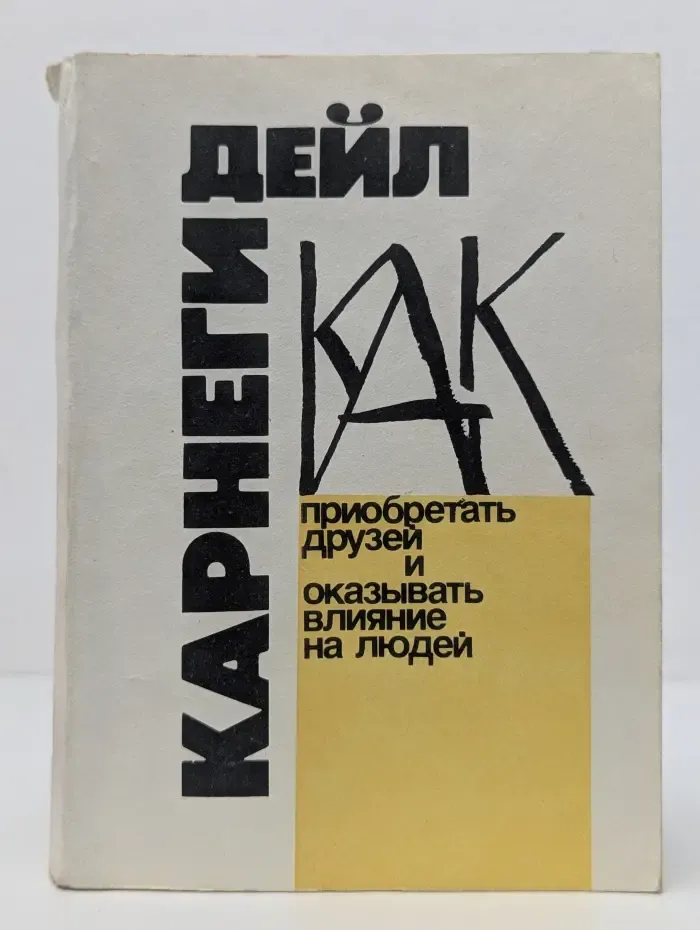 ДЕЙЛ
КАРНЕГИ
КАК
приобретать
друзей
и
оказывать
влияние
на людей